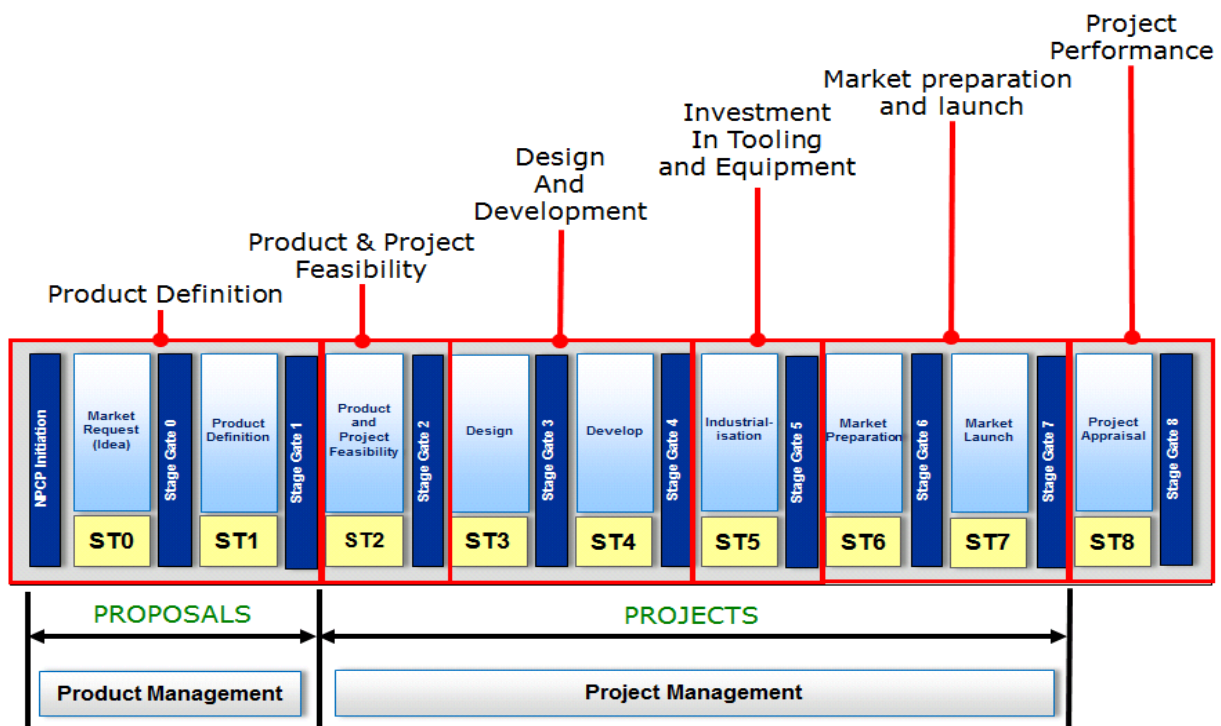 Project
Performance
Market preparation
and launch
Investment
In Tooling
and Equipment
Design
And
Development
Product & Project
Feasibility
Product Definition
NPCP Initiation
Market
Request
(Idea)
ST0
Stage Gate 0
Product
Definition
ST1
Stage Gate 1
Product
and
Project
Feasibility
ST2
Stage Gate 2
Design
ST3
Stage Gate 3
Develop
ST4
Stage Gate 4
Industrial-
isation
ST5
Stage Gate 5
Market
Preparation
ST6
Stage Gate 6
Market
Launch
ST7
Stage Gate 7
Project
Appraisal
ST8
Stage Gate 8
PROPOSALS
PROJECTS
Product Management
Project Management